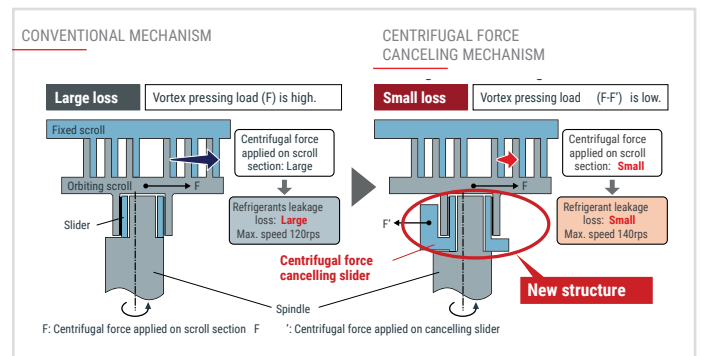 CONVENTIONAL MECHANISM
CENTRIFUGAL FORCE
CANCELING MECHANISM
Large loss
Vortex pressing load (F) is high.
Small loss
Vortex pressing load (F-F') is low.
Fixed scroll
Centrifugal force
applied on scroll
section: Large
Centrifugal force
applied on scroll
section: Small
Orbiting scroll
F
F
Slider
Refrigerants leakage
loss: Large
Max. speed 120rps
F'
Refrigerant leakage
loss: Small
Max. speed 140rps
Centrifugal force
cancelling slider
New structure
Spindle
F: Centrifugal force applied on scroll section F ': Centrifugal force applied on cancelling slider